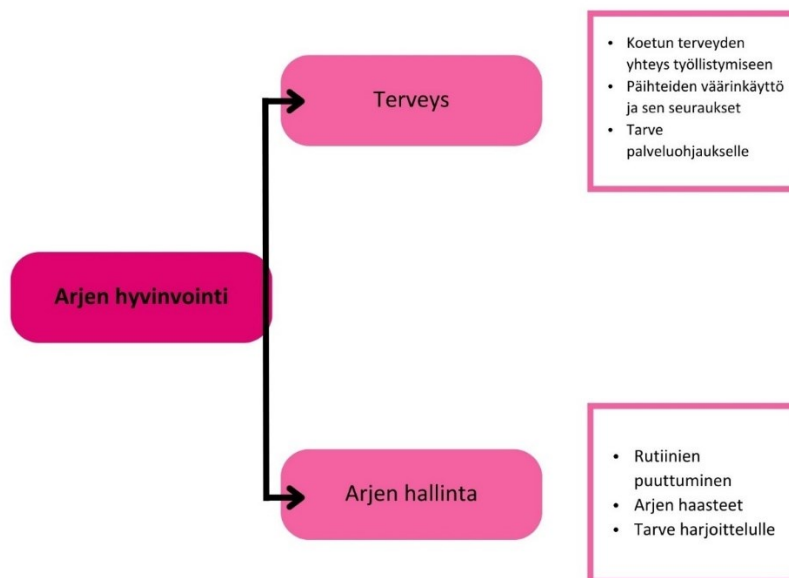 Arjen hyvinvointi
Terveys
• Koetun terveyden
yhteys työllistymiseen
• Päihteiden väärinkäyttö
ja sen seuraukset
• Tarve
palveluohjaukselle
Arjen hallinta
• Rutiinien
puuttuminen
• Arjen haasteet
• Tarve harjoittelulle